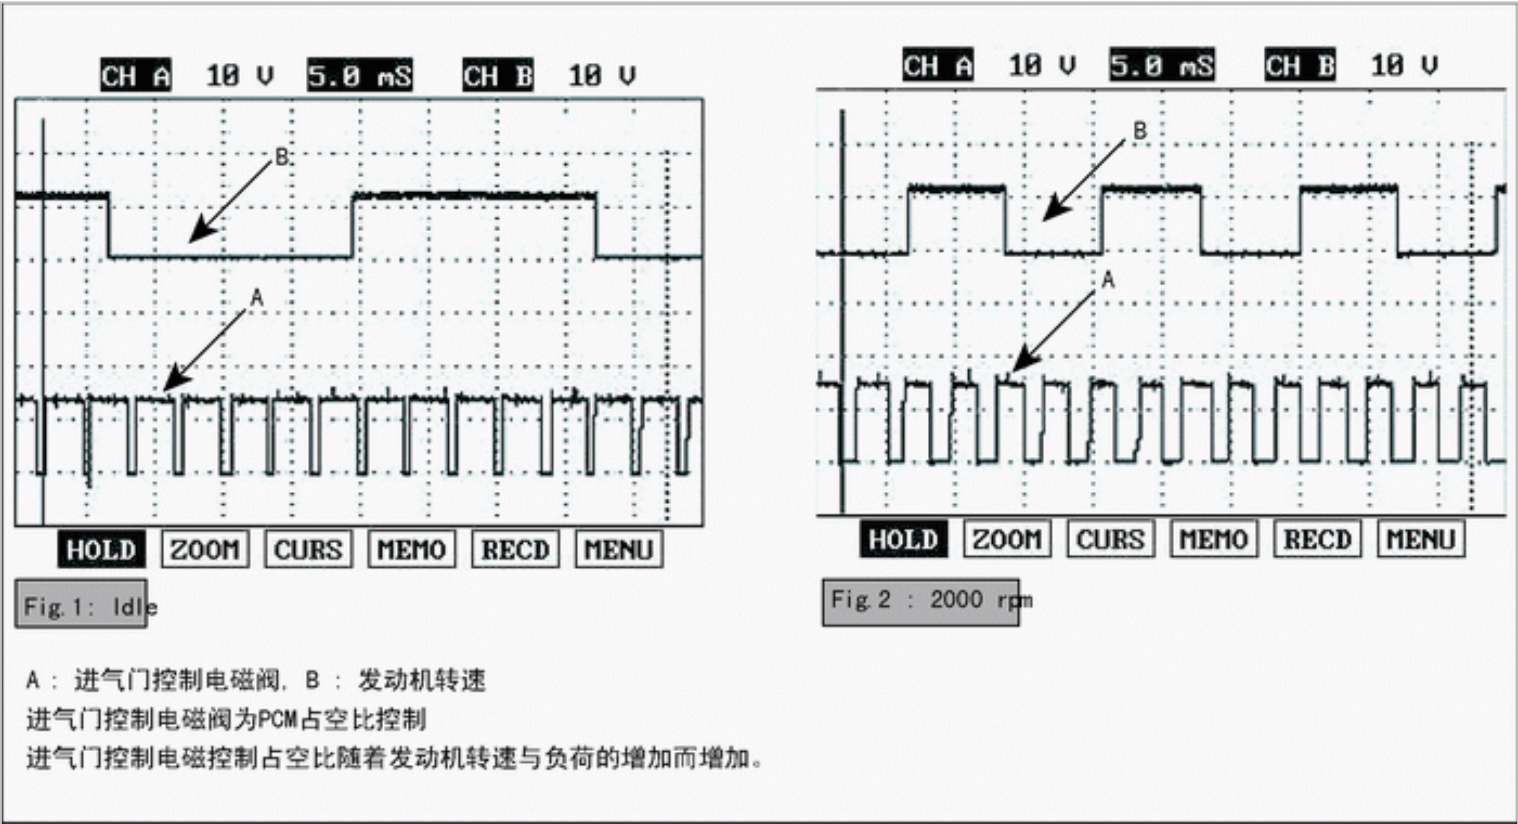 CH A 10 V 5.0 mS CH B 10 V
B
A
HOLD ZOOM CURS MEMO RECD MENU
Fig.1: Idle
CH A 10 V 5.0 mS CH B 10 V
B
A
HOLD ZOOM CURS MEMO RECD MENU
Fig.2 : 2000 rpm
A : 进气门控制电磁阀, B : 发动机转速
进气门控制电磁阀为PCM占空比控制
进气门控制电磁控制占空比随着发动机转速与负荷的增加而增加。